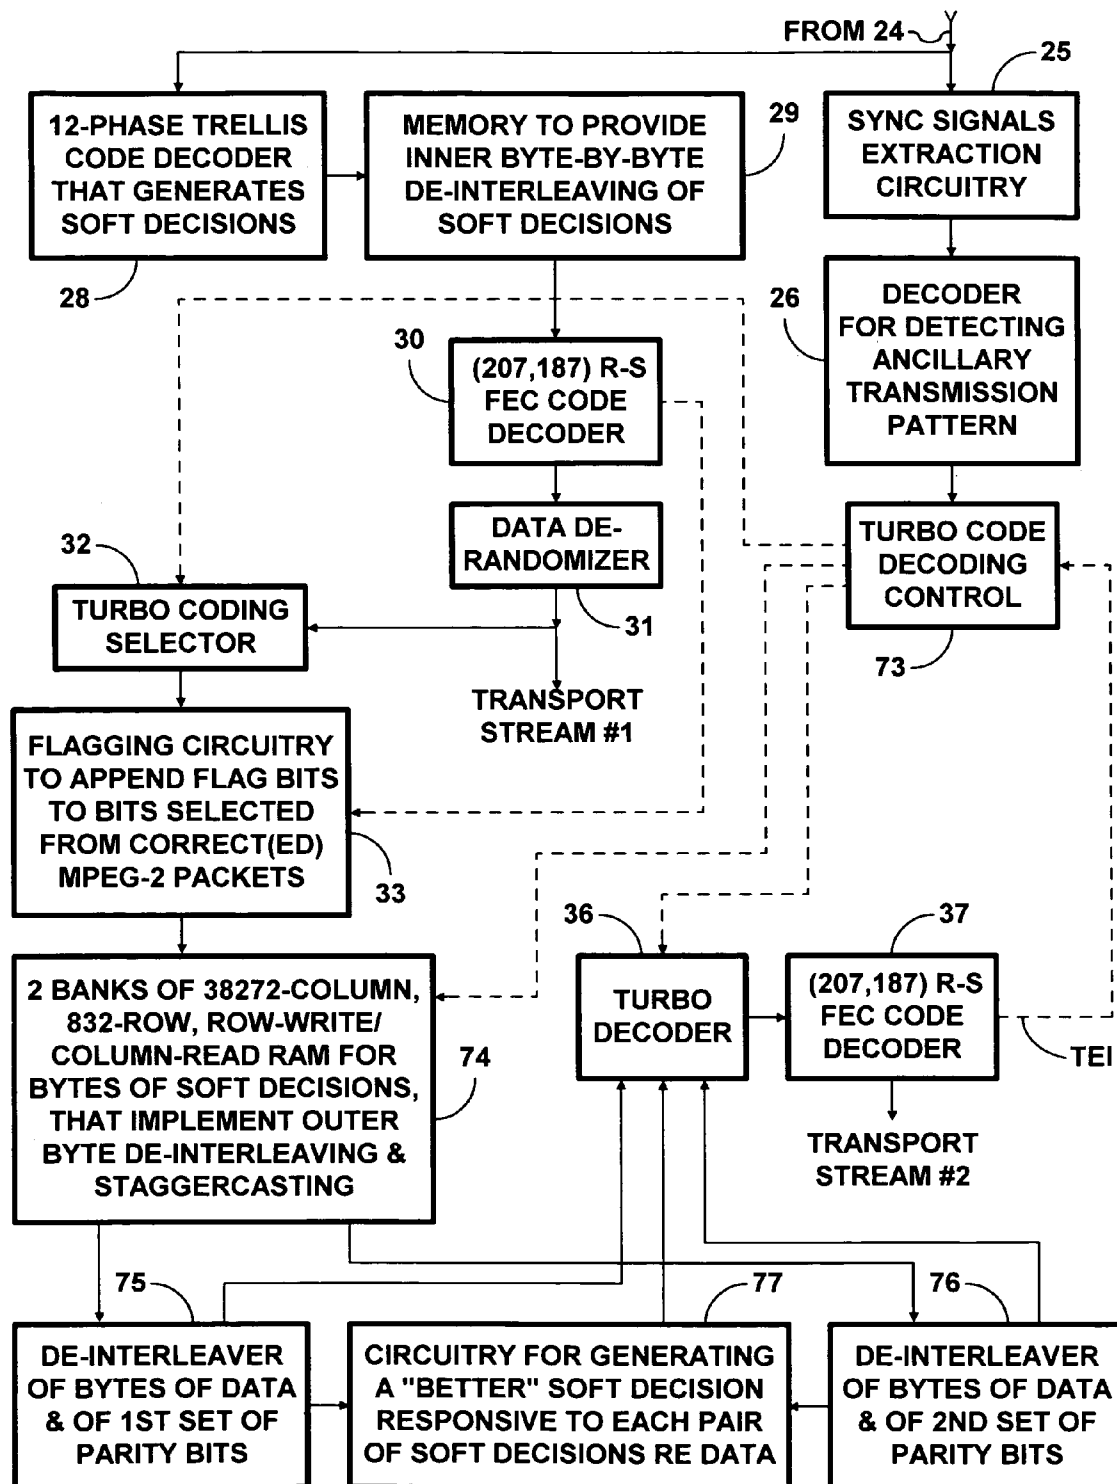 FROM 24
25
12-PHASE TRELLIS
CODE DECODER
THAT GENERATES
SOFT DECISIONS
28
MEMORY TO PROVIDE
INNER BYTE-BY-BYTE
DE-INTERLEAVING OF
SOFT DECISIONS
29
SYNC SIGNALS
EXTRACTION
CIRCUITRY
26
DECODER
FOR DETECTING
ANCILLARY
TRANSMISSION
PATTERN
30
(207,187) R-S
FEC CODE
DECODER
DATA DE-
RANDOMIZER
31
TURBO CODE
DECODING
CONTROL
73
32
TURBO CODING
SELECTOR
TRANSPORT
STREAM #1
FLAGGING CIRCUITRY
TO APPEND FLAG BITS
TO BITS SELECTED
FROM CORRECT(ED)
MPEG-2 PACKETS
33
2 BANKS OF 38272-COLUMN,
832-ROW, ROW-WRITE/
COLUMN-READ RAM FOR
BYTES OF SOFT DECISIONS,
THAT IMPLEMENT OUTER
BYTE DE-INTERLEAVING &
STAGGERCASTING
74
36
TURBO
DECODER
37
(207,187) R-S
FEC CODE
DECODER
TEI
TRANSPORT
STREAM #2
75
DE-INTERLEAVER
OF BYTES OF DATA
& OF 1ST SET OF
PARITY BITS
77
CIRCUITRY FOR GENERATING
A "BETTER" SOFT DECISION
RESPONSIVE TO EACH PAIR
OF SOFT DECISIONS RE DATA
76
DE-INTERLEAVER
OF BYTES OF DATA
& OF 2ND SET OF
PARITY BITS